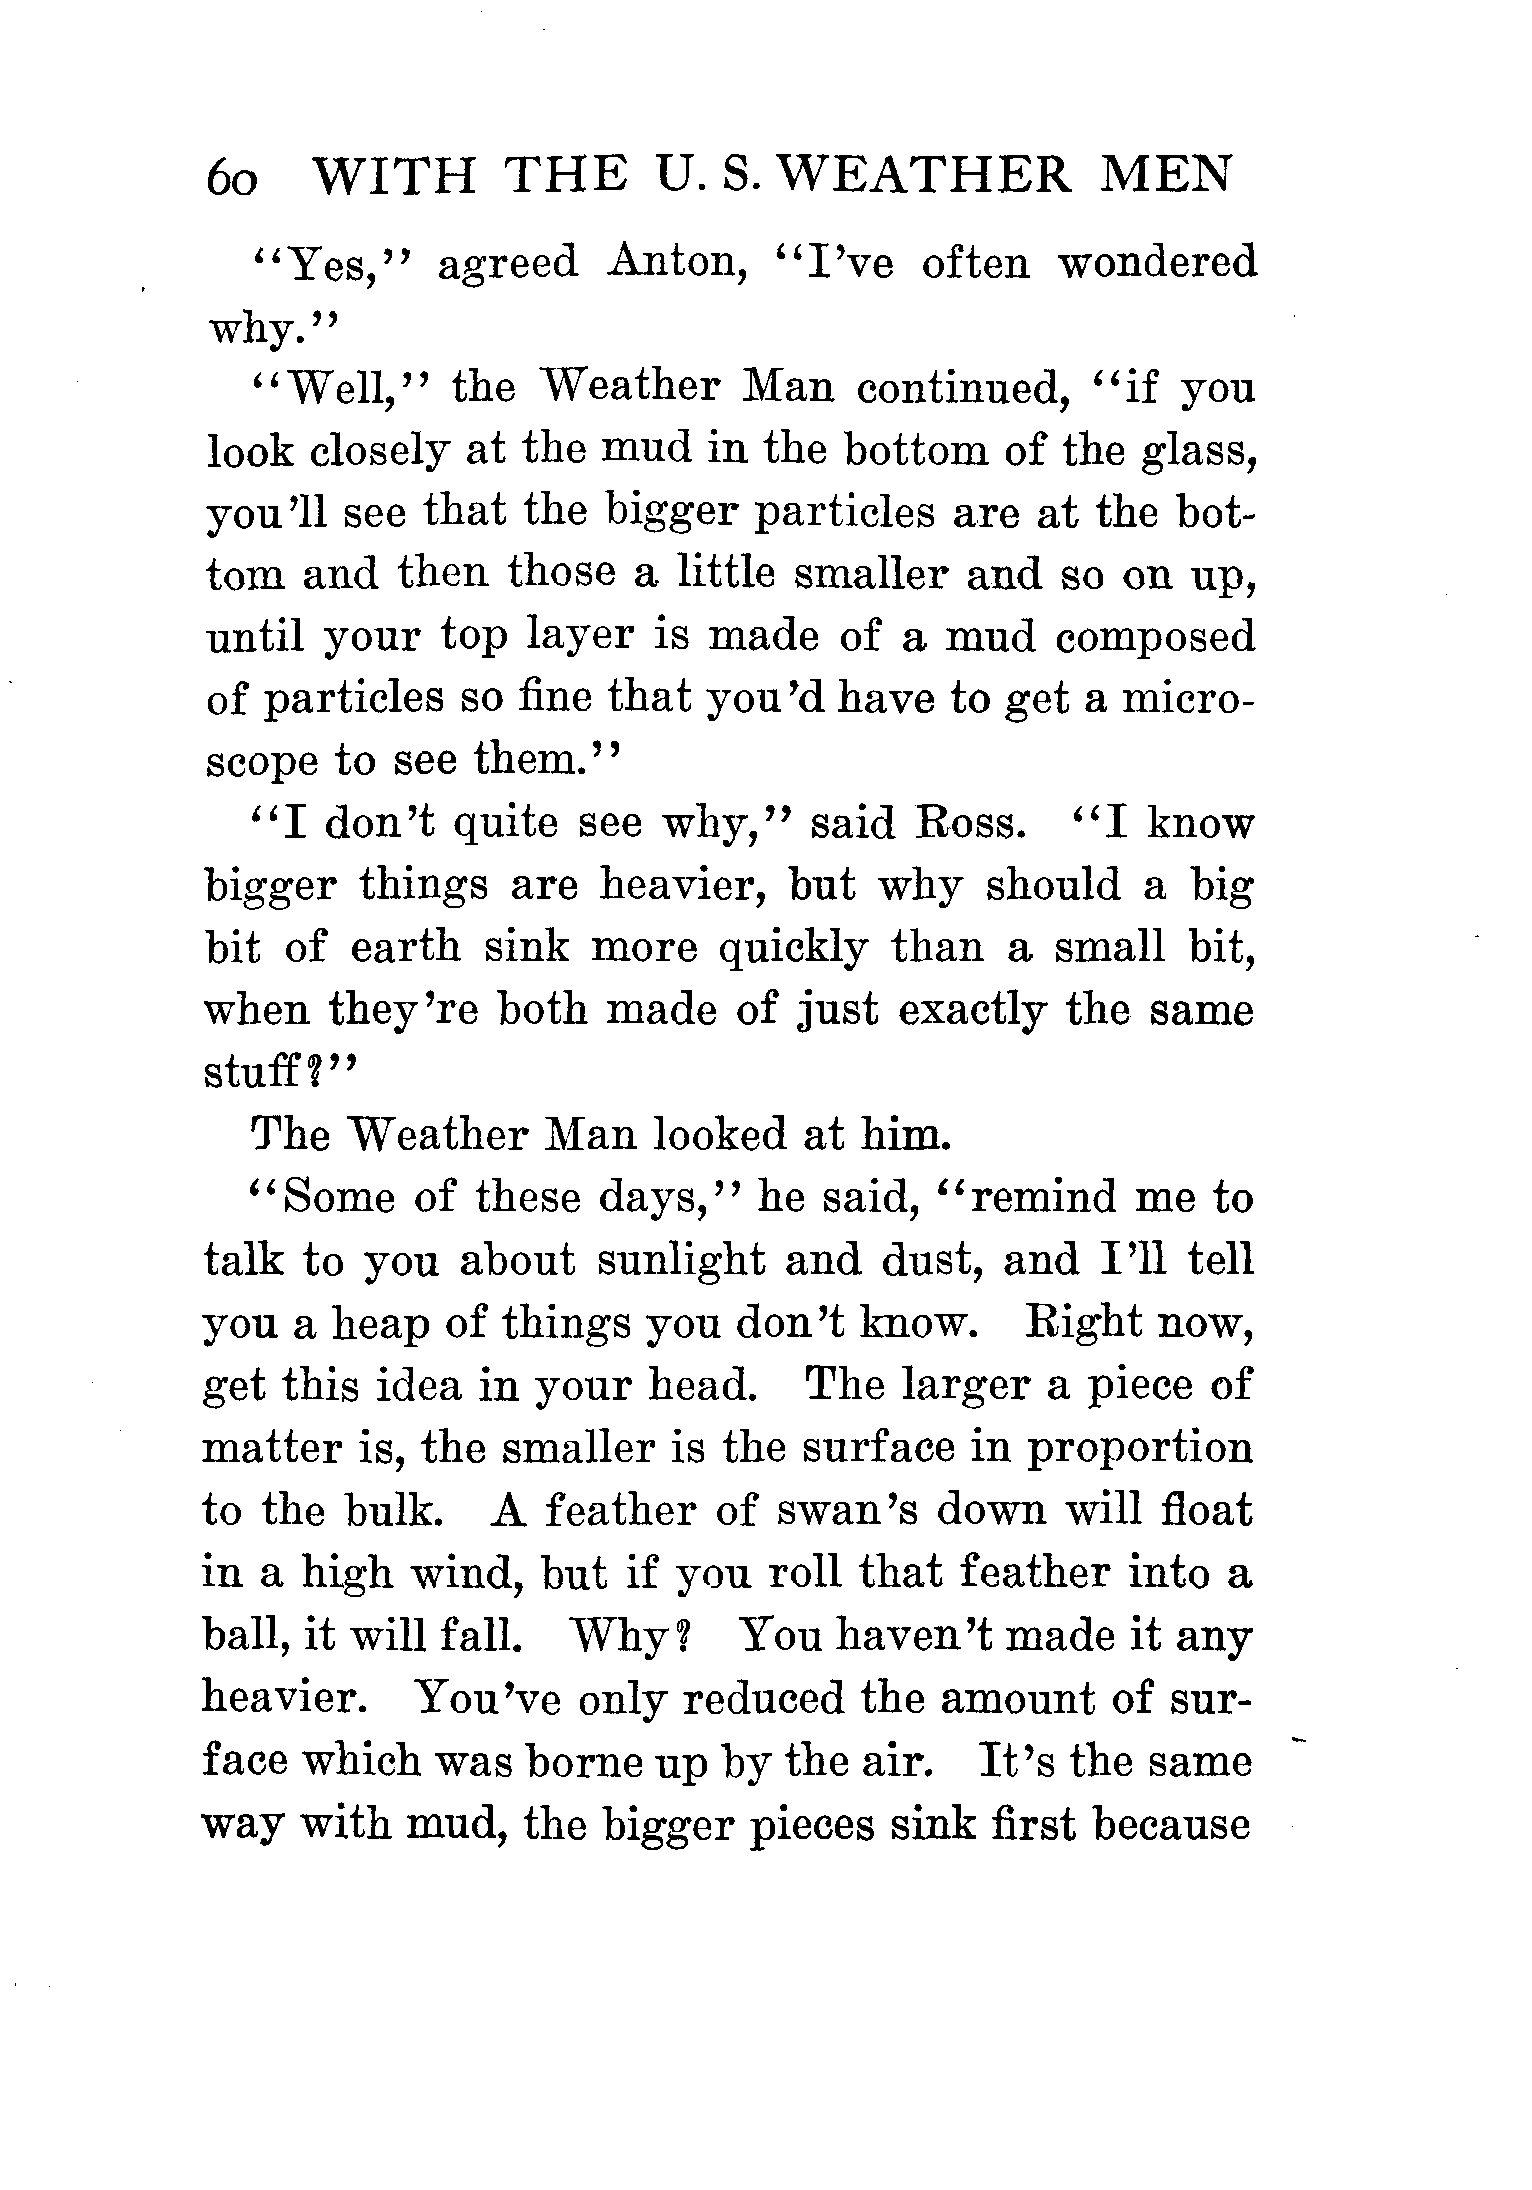 60 WITH THE U. S. WEATHER MEN
“Yes,” agreed Anton, “I've often wondered
why.”
“Well,” the Weather Man continued, “if you
look closely at the mud in the bottom of the glass,
you'll see that the bigger particles are at the bot-
tom and then those a little smaller and so on up,
until your top layer is made of a mud composed
of particles so fine that you'd have to get a micro-
scope to see them.”
“I don't quite see why,” said Ross. “I know
bigger things are heavier, but why should a big
bit of earth sink more quickly than a small bit,
when they're both made of just exactly the same
stuff?”
The Weather Man looked at him.
“Some of these days,” he said, “remind me to
talk to you about sunlight and dust, and I'll tell
you a heap of things you don't know. Right now,
get this idea in your head. The larger a piece of
matter is, the smaller is the surface in proportion
to the bulk. A feather of swan's down will float
in a high wind, but if you roll that feather into a
ball, it will fall. Why? You haven't made it any
heavier. You've only reduced the amount of sur-
face which was borne up by the air. It's the same
way with mud, the bigger pieces sink first because